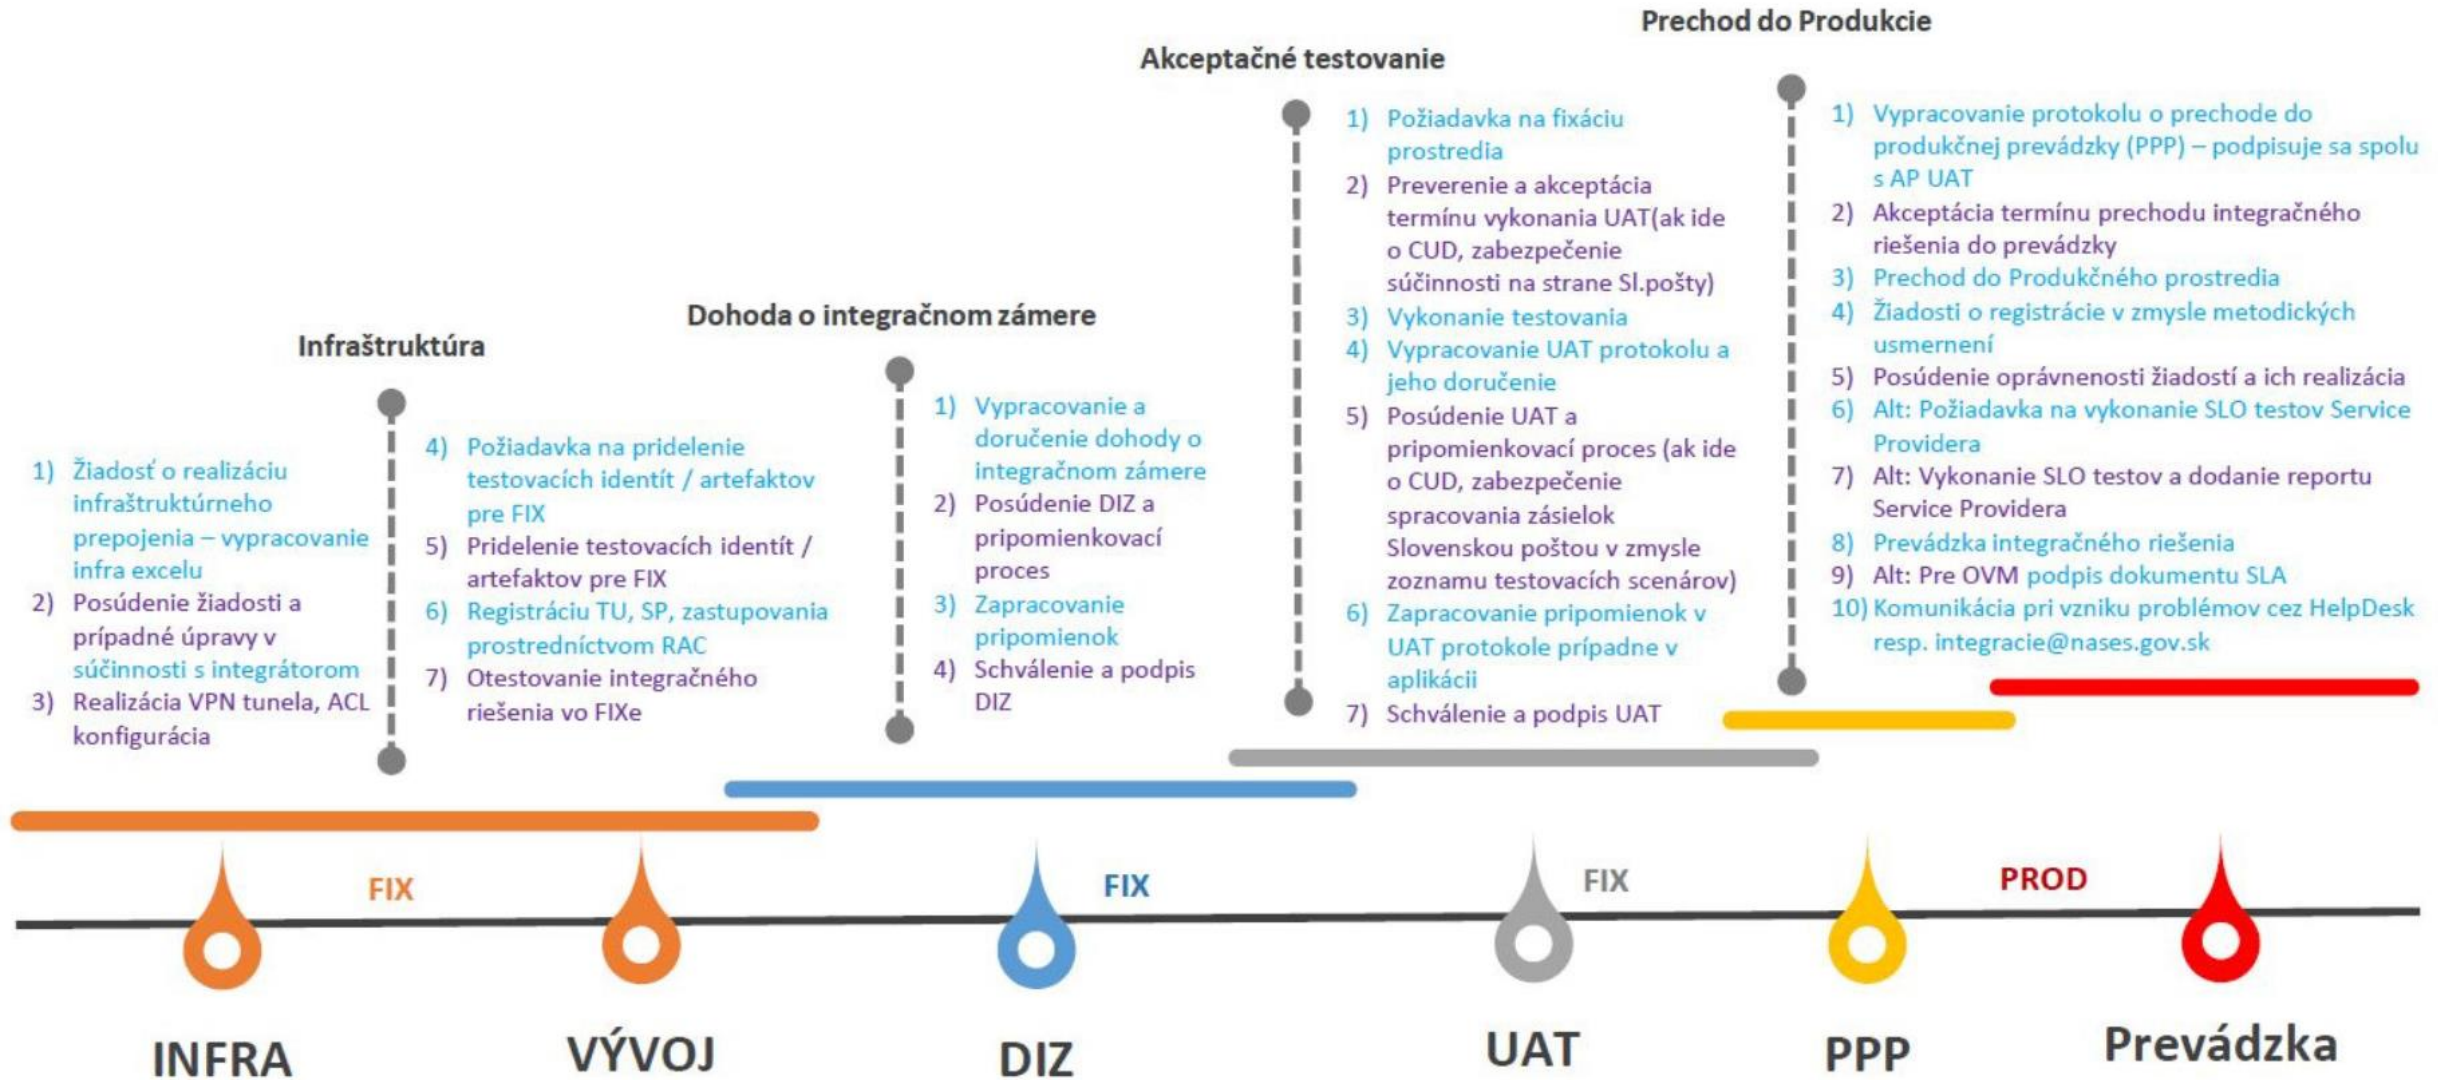 Infraštruktúra
1) Žiadosť o realizáciu
infraštruktúrneho
prepojenia – vypracovanie
infra excelu
2) Posúdenie žiadosti a
prípadné úpravy v
súčinnosti s integrátorom
3) Realizácia VPN tunela, ACL
konfigurácia
4) Požiadavka na pridelenie
testovacích identít / artefaktov
pre FIX
5) Pridelenie testovacích identít /
artefaktov pre FIX
6) Registráciu TU, SP, zastupovania
prostredníctvom RAC
7) Otestovanie integračného
riešenia vo FIXe
Dohoda o integračnom zámere
1) Vypracovanie a
doručenie dohody o
integračnom zámere
2) Posúdenie DIZ a
pripomienkovací
proces
3) Zapracovanie
pripomienok
4) Schválenie a podpis
DIZ
Akceptačné testovanie
1) Požiadavka na fixáciu
prostredia
2) Preverenie a akceptácia
termínu vykonania UAT(ak ide
o CUD, zabezpečenie
súčinnosti na strane Sl.pošty)
3) Vykonanie testovania
4) Vypracovanie UAT protokolu a
jeho doručenie
5) Posúdenie UAT a
pripomienkovací proces (ak ide
o CUD, zabezpečenie
spracovania zásielok
Slovenskou poštou v zmysle
zoznamu testovacích scenárov)
6) Zapracovanie pripomienok v
UAT protokole prípadne v
aplikácii
7) Schválenie a podpis UAT
Prechod do Produkcie
1) Vypracovanie protokolu o prechode do
produkčnej prevádzky (PPP) – podpisuje sa spolu
s AP UAT
2) Akceptácia termínu prechodu integračného
riešenia do prevádzky
3) Prechod do Produkčného prostredia
4) Žiadosti o registrácie v zmysle metodických
usmernení
5) Posúdenie oprávnenosti žiadostí a ich realizácia
6) Alt: Požiadavka na vykonanie SLO testov Service
Providera
7) Alt: Vykonanie SLO testov a dodanie reportu
Service Providera
8) Prevádzka integračného riešenia
9) Alt: Pre OVM podpis dokumentu SLA
10) Komunikácia pri vzniku problémov cez HelpDesk
resp. integracie@nases.gov.sk
FIX
FIX
FIX
PROD
INFRA
VÝVOJ
DIZ
UAT
PPP
Prevádzka